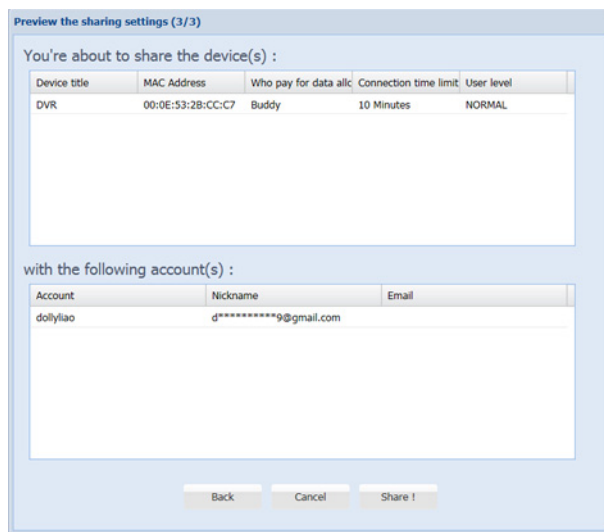 Preview the sharing settings (3/3)
You're about to share the device(s) :
Device title MAC Address Who pay for data allc Connection time limit User level
DVR 00:0E:53:2B:CC:C7 Buddy 10 Minutes NORMAL
with the following account(s) :
Account Nickname Email
dollyliao d**********9@gmail.com
Back Cancel Share !